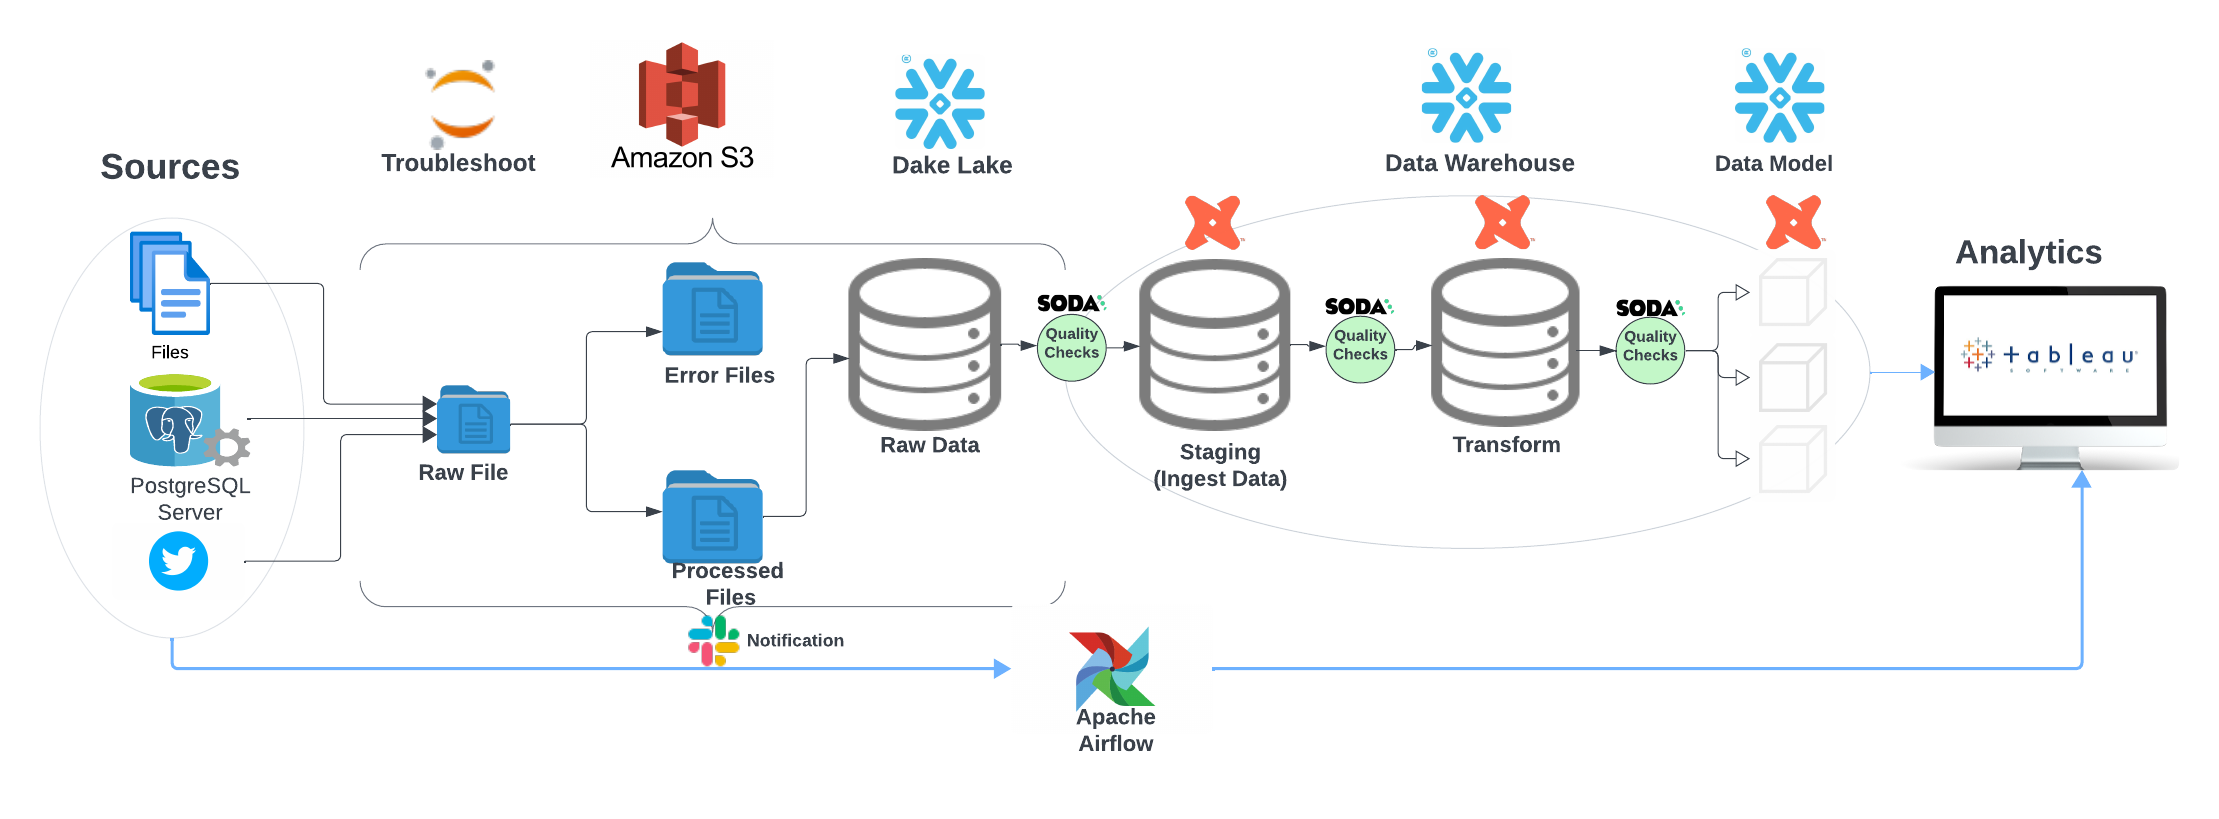 Sources
Troubleshoot
Amazon S3
Dake Lake
Data Warehouse
Data Model
Analytics
Files
PostgreSQL
Server
Raw File
Error Files
Processed
Files
Notification
Raw Data
SODA
Quality
Checks
Staging
(Ingest Data)
SODA
Quality
Checks
Transform
SODA
Quality
Checks
+ableau
SOFTWARE
Apache
Airflow